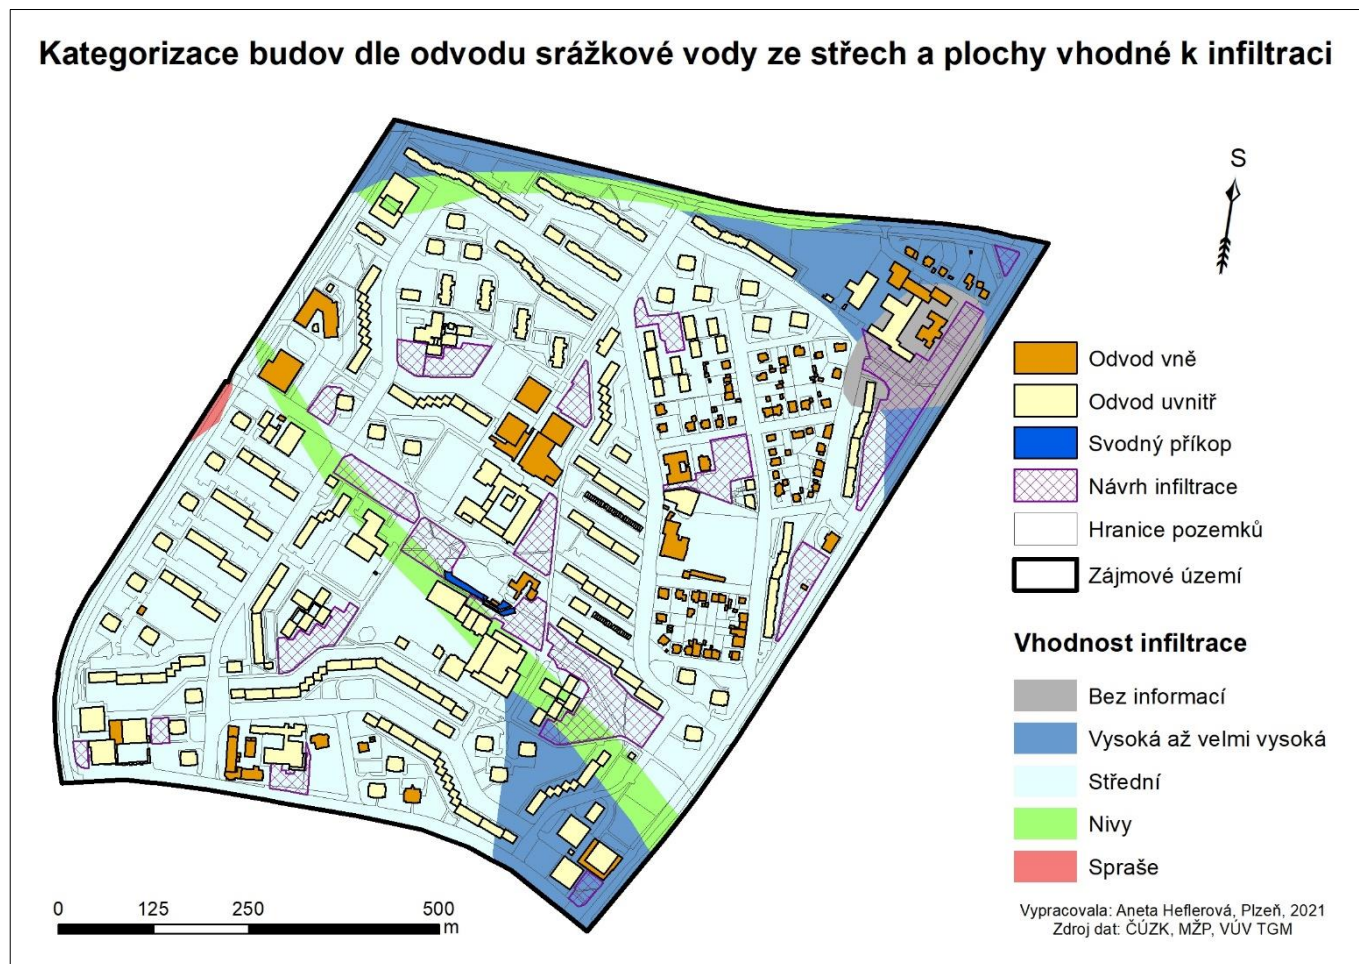 Kategorizace budov dle odvodu srážkové vody ze střech a plochy vhodné k infiltraci
S
Odvod vně
Odvod uvnitř
Svodný příkop
Návrh infiltrace
Hranice pozemků
Zájmové území
Vhodnost infiltrace
Bez informací
Vysoká až velmi vysoká
Střední
Nivy
Spraše
0 125 250 500
m
Vypracovala: Aneta Heflerová, Plzeň, 2021
Zdroj dat: ČÚZK, MŽP, VÚV TGM